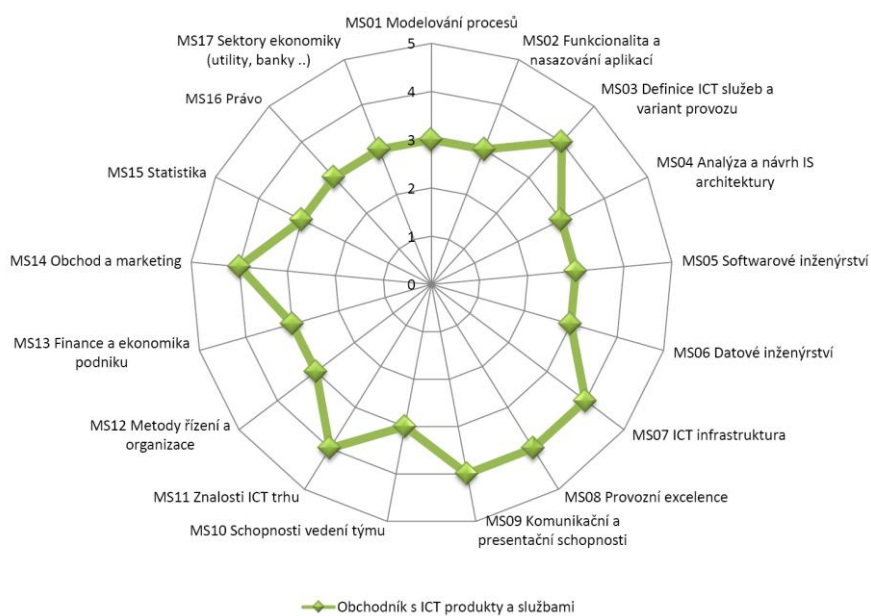 MS01 Modelování procesů
MS02 Funkcionalita a
nasazování aplikací
MS03 Definice ICT služeb a
variant provozu
MS04 Analýza a návrh IS
architektury
MS05 Softwarové inženýrství
MS06 Datové inženýrství
MS07 ICT infrastruktura
MS08 Provozní excelence
MS09 Komunikační a
presentační schopnosti
MS10 Schopnosti vedení týmu
MS11 Znalosti ICT trhu
MS12 Metody řízení a
organizace
MS13 Finance a ekonomika
podniku
MS14 Obchod a marketing
MS15 Statistika
MS16 Právo
MS17 Sektory ekonomiky
(utility, banky ..)
5
4
3
2
1
0
Obchodník s ICT produkty a službami